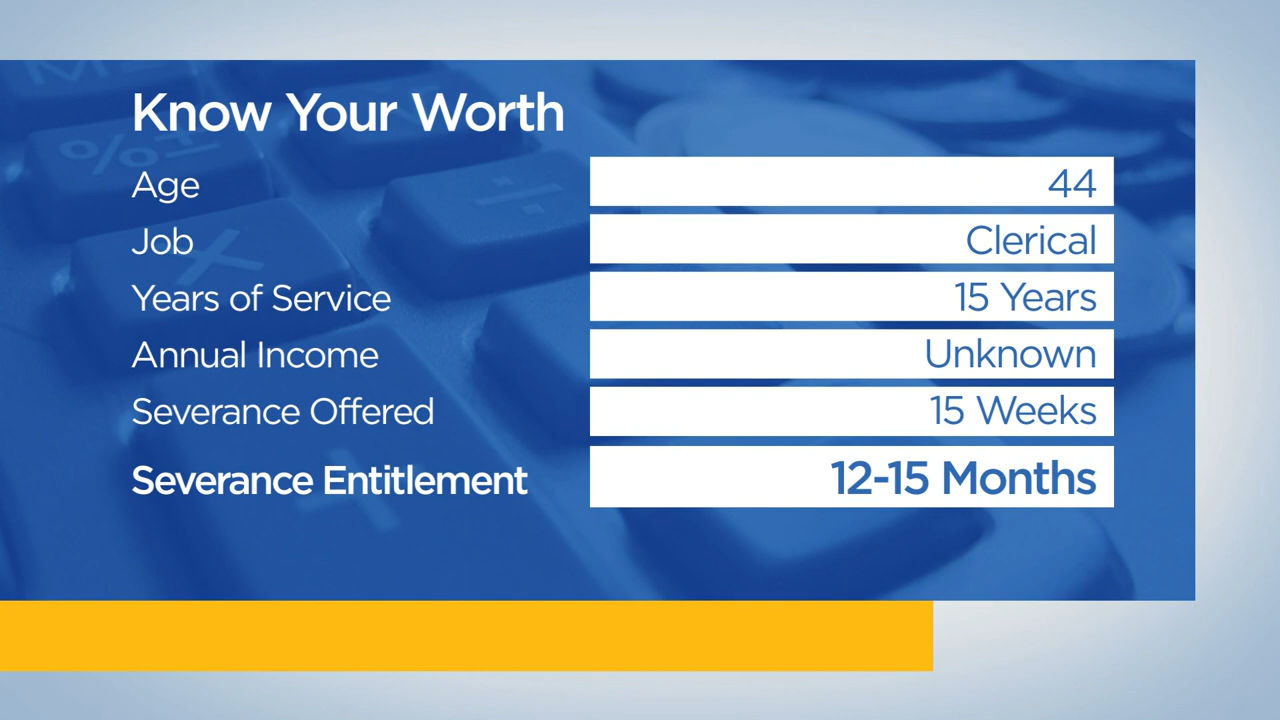 Know Your Worth
Age 44
Job Clerical
Years of Service 15 Years
Annual Income Unknown
Severance Offered 15 Weeks
Severance Entitlement 12-15 Months